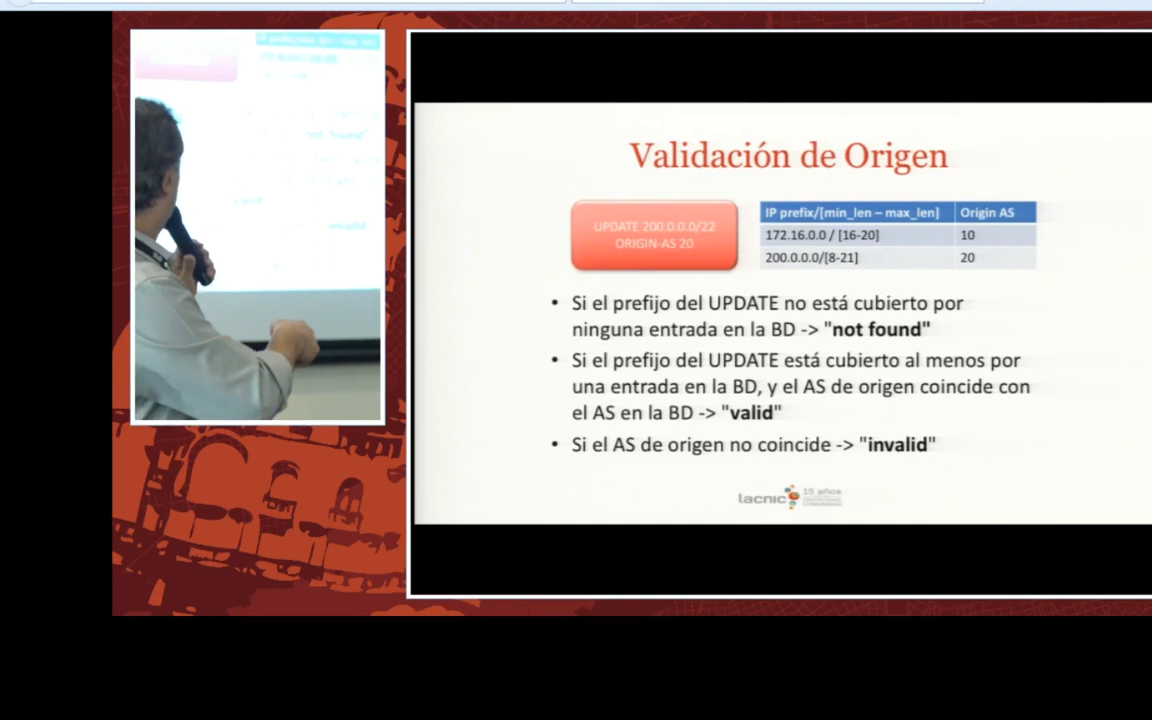 Validación de Origen
UPDATE 200.0.0.0/22
ORIGIN-AS 20
IP prefix/[min_len – max_len] Origin AS
172.16.0.0 / [16-20] 10
200.0.0.0/[8-21] 20
• Si el prefijo del UPDATE no está cubierto por
ninguna entrada en la BD -> "not found"
• Si el prefijo del UPDATE está cubierto al menos por
una entrada en la BD, y el AS de origen coincide con
el AS en la BD -> "valid"
• Si el AS de origen no coincide -> "invalid"
lacnic 15 años